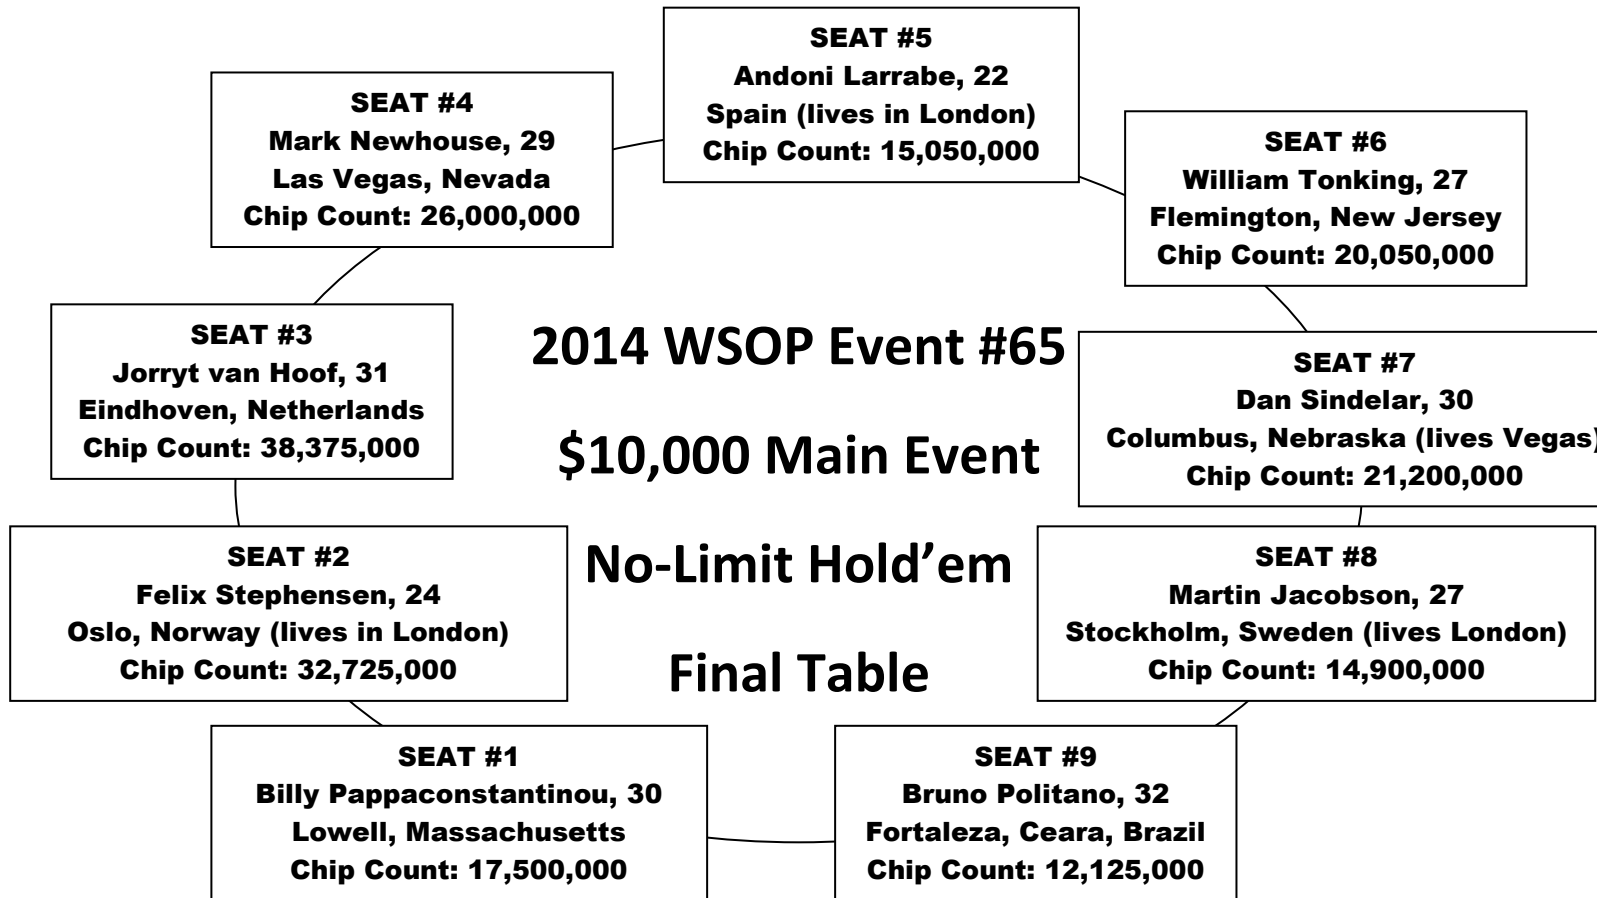 SEAT #5
Andoni Larrabe, 22
Spain (lives in London)
Chip Count: 15,050,000
SEAT #4
Mark Newhouse, 29
Las Vegas, Nevada
Chip Count: 26,000,000
SEAT #6
William Tonking, 27
Flemington, New Jersey
Chip Count: 20,050,000
SEAT #3
Jorryt van Hoof, 31
Eindhoven, Netherlands
Chip Count: 38,375,000
2014 WSOP Event #65
$10,000 Main Event
No-Limit Hold’em
Final Table
SEAT #7
Dan Sindelar, 30
Columbus, Nebraska (lives Vegas)
Chip Count: 21,200,000
SEAT #2
Felix Stephensen, 24
Oslo, Norway (lives in London)
Chip Count: 32,725,000
SEAT #8
Martin Jacobson, 27
Stockholm, Sweden (lives London)
Chip Count: 14,900,000
SEAT #1
Billy Pappaconstantinou, 30
Lowell, Massachusetts
Chip Count: 17,500,000
SEAT #9
Bruno Politano, 32
Fortaleza, Ceara, Brazil
Chip Count: 12,125,000